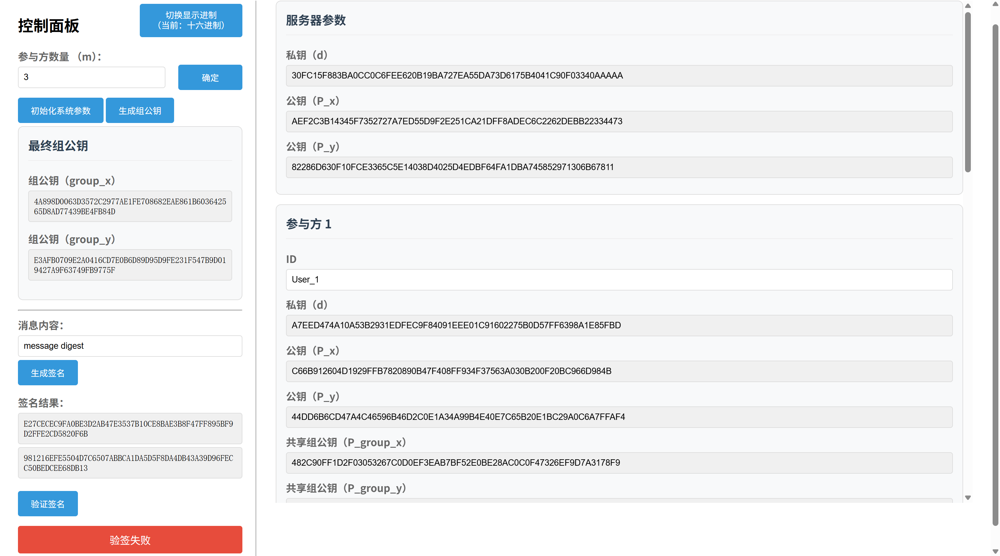 控制面板
切换显示进制
（当前：十六进制）
参与方数量 （m）：
3
确定
初始化系统参数
生成组公钥
最终组公钥
组公钥（group_x）
4A898D0063D3572C2977AE1FE708682EAE861B6036425
65D8AD77439BE4FB84D
组公钥（group_y）
E3AFB0709E2A0416CD7E0B6D89D95D9FE231F547B9D01
9427A9F63749FB9775F
消息内容：
message digest
生成签名
签名结果：
E27CECEC9FA0BE3D2AB47E3537B10CE8BAE3B8F47FF895BF9
D2FFE2CD5820F6B
981216EFE5504D7C6507ABBCA1DA5D5F8DA4DB43A39D96FEC
C50BEDCEE68DB13
验证签名
验签失败
服务器参数
私钥（d）
30FC15F883BA0CC0C6FEE620B19BA727EA55DA73D6175B4041C90F03340AAAAA
公钥（P_x）
AEF2C3B14345F7352727A7ED55D9F2E251CA21DFF8ADEC6C2262DEBB22334473
公钥（P_y）
82286D630F10FCE3365C5E14038D4025D4EDBF64FA1DBA745852971306B67811
参与方 1
ID
User_1
私钥（d）
A7EED474A10A53B2931EDFEC9F84091EEE01C91602275B0D57FF6398A1E85FBD
公钥（P_x）
C66B912604D1929FFB7820890B47F408FF934F37563A030B200F20BC966D984B
公钥（P_y）
44DD6B6CD47A4C46596B46D2C0E1A34A99B4E40E7C65B20E1BC29A0C6A7FFAF4
共享组公钥（P_group_x）
482C90FF1D2F03053267C0D0EF3EAB7BF52E0BE28AC0C0F47326EF9D7A3178F9
共享组公钥（P_group_y）